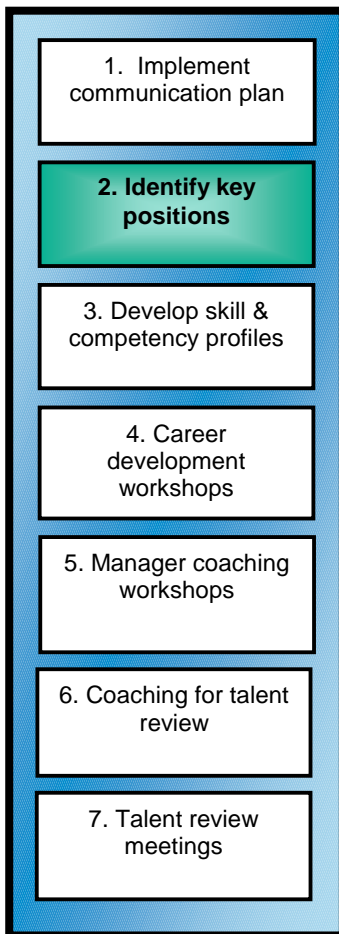 1. Implement
communication plan
2. Identify key
positions
3. Develop skill &
competency profiles
4. Career
development
workshops
5. Manager coaching
workshops
6. Coaching for talent
review
7. Talent review
meetings